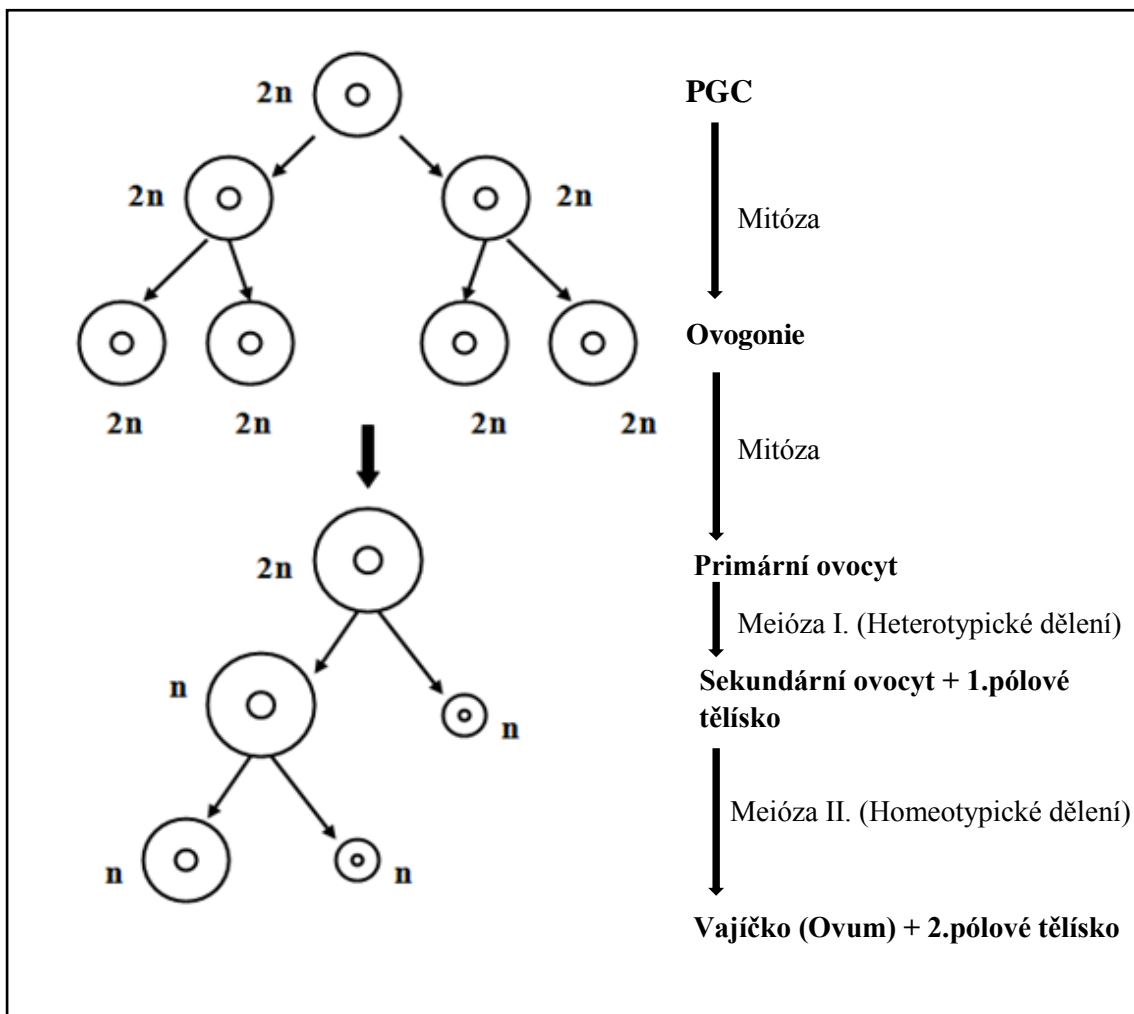 2n
PGC
2n
2n
Mitóza
Ovogonie
2n
2n
2n
2n
Mitóza
2n
Primární ovocyt
Meióza I. (Heterotypické dělení)
n
Sekundární ovocyt + 1.pólové
tělísko
n
Meióza II. (Homeotypické dělení)
n
n
Vajíčko (Ovum) + 2.pólové tělísko